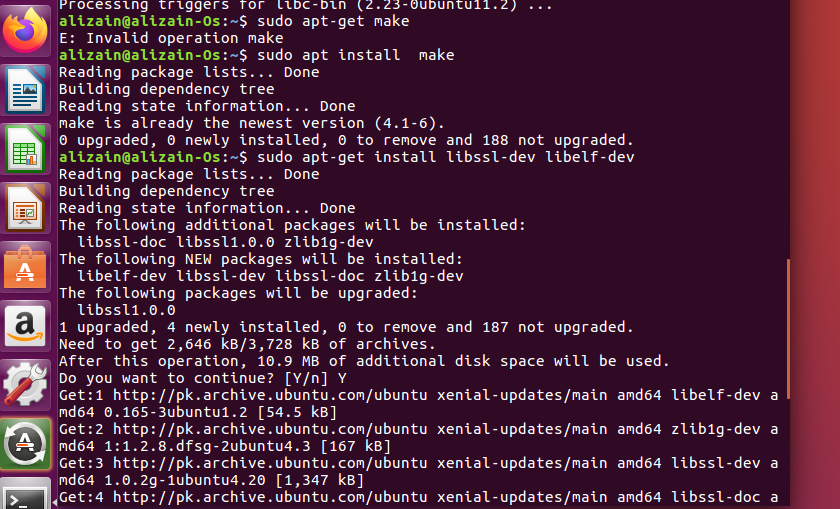 Processing triggers for libc-bin (2.23-0ubuntu11.2) ...
alizain@alizain-Os:~$ sudo apt-get make
E: Invalid operation make
alizain@alizain-Os:~$ sudo apt install  make
Reading package lists... Done
Building dependency tree
Reading state information... Done
make is already the newest version (4.1-6).
0 upgraded, 0 newly installed, 0 to remove and 188 not upgraded.
alizain@alizain-Os:~$ sudo apt-get install libssl-dev libelf-dev
Reading package lists... Done
Building dependency tree
Reading state information... Done
The following additional packages will be installed:
  libssl-doc libssl1.0.0 zlib1g-dev
The following NEW packages will be installed:
  libelf-dev libssl-dev libssl-doc zlib1g-dev
The following packages will be upgraded:
  libssl1.0.0
1 upgraded, 4 newly installed, 0 to remove and 187 not upgraded.
Need to get 2,646 kB/3,728 kB of archives.
After this operation, 10.9 MB of additional disk space will be used.
Do you want to continue? [Y/n] Y
Get:1 http://pk.archive.ubuntu.com/ubuntu xenial-updates/main amd64 libelf-dev a
md64 0.165-3ubuntu1.2 [54.5 kB]
Get:2 http://pk.archive.ubuntu.com/ubuntu xenial-updates/main amd64 zlib1g-dev a
md64 1:1.2.8.dfsg-2ubuntu4.3 [167 kB]
Get:3 http://pk.archive.ubuntu.com/ubuntu xenial-updates/main amd64 libssl-dev a
md64 1.0.2g-1ubuntu4.20 [1,347 kB]
Get:4 http://pk.archive.ubuntu.com/ubuntu xenial-updates/main amd64 libssl-doc a